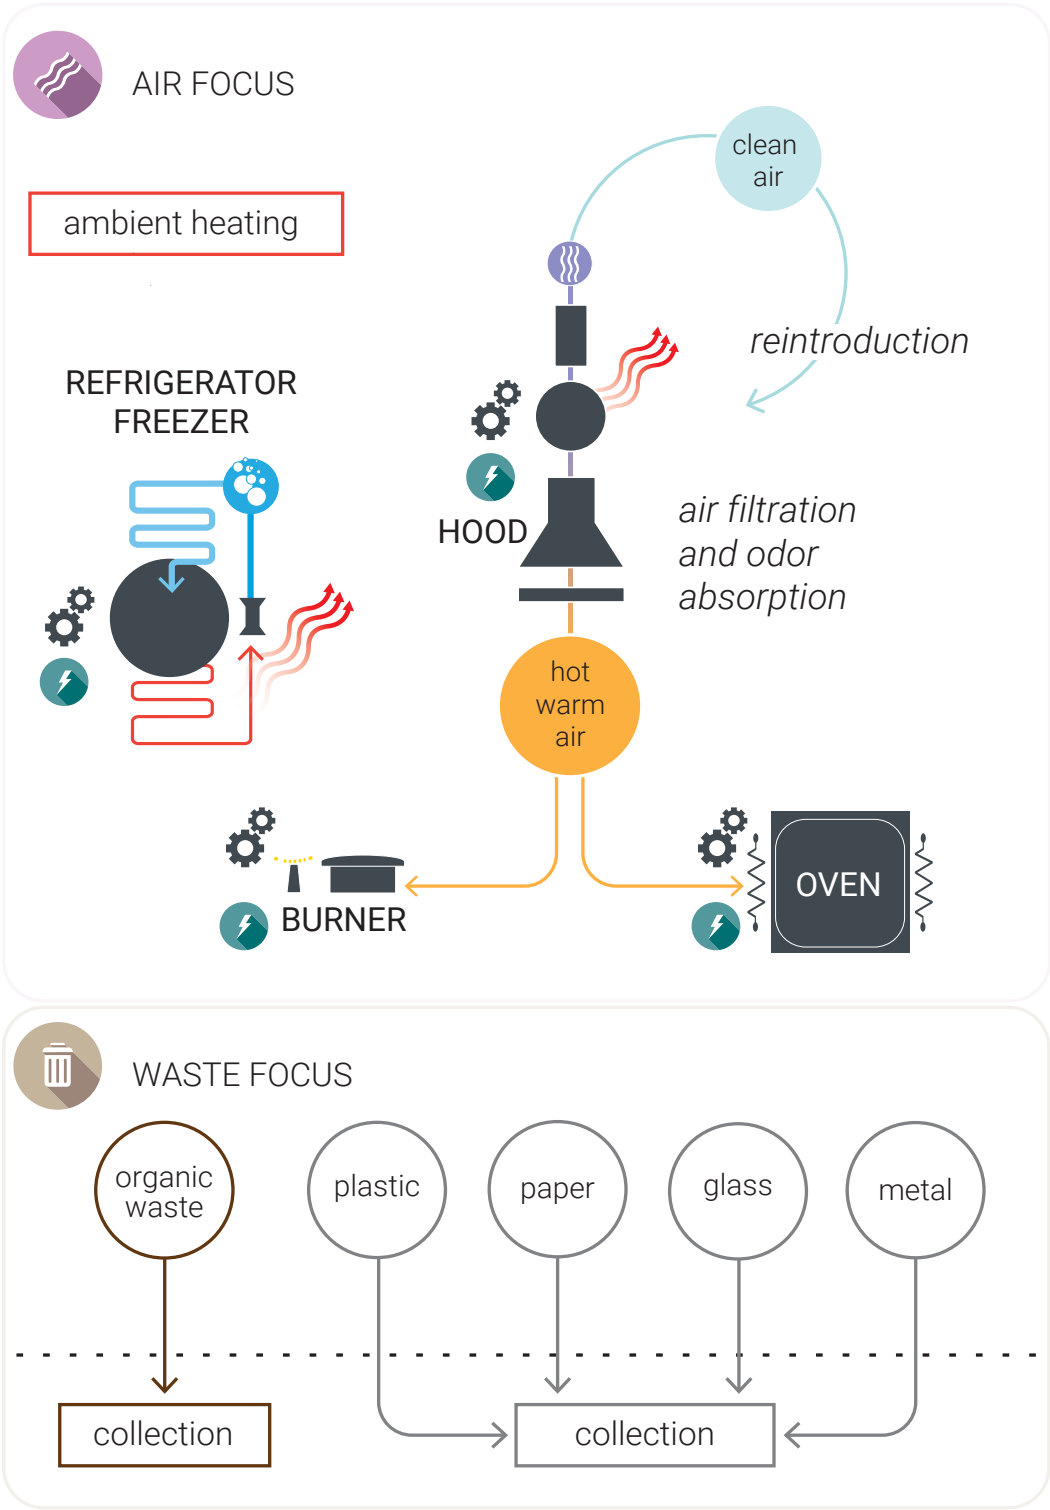 AIR FOCUS
clean
air
ambient heating
reintroduction
REFRIGERATOR
FREEZER
air filtration
and odor
absorption
HOOD
hot
warm
air
OVEN
BURNER
WASTE FOCUS
organic
waste
plastic
paper
glass
metal
collection
collection